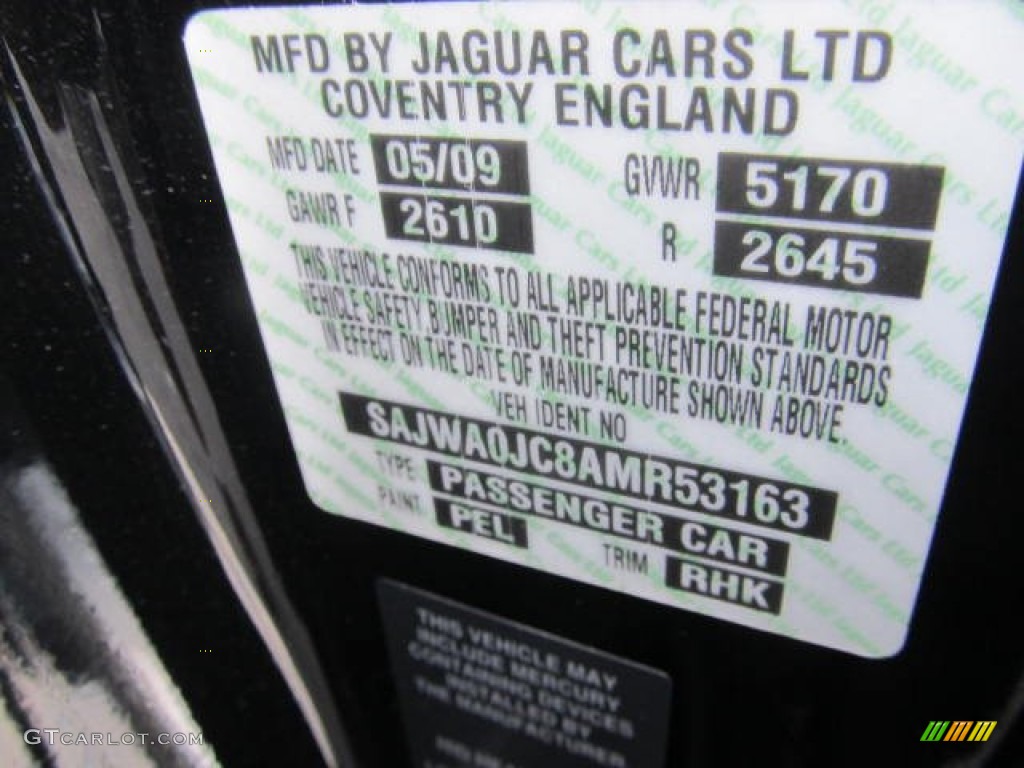 MFD BY JAGUAR CARS LTD
COVENTRY ENGLAND
MFD DATE 05/09 GVWR 5170
GAWR F 2610 R 2645
THIS VEHICLE CONFORMS TO ALL APPLICABLE FEDERAL MOTOR
VEHICLE SAFETY, BUMPER AND THEFT PREVENTION STANDARDS
IN EFFECT ON THE DATE OF MANUFACTURE SHOWN ABOVE.
VEH IDENT NO
SAJWA0JC8AMR53163
TYPE PASSENGER CAR
PAINT PEL TRIM RHK
THIS VEHICLE MAY
INCLUDE MERCURY
CONTAINING DEVICES
INSTALLED BY
THE MANUFACTURER
GTCARLOT.COM